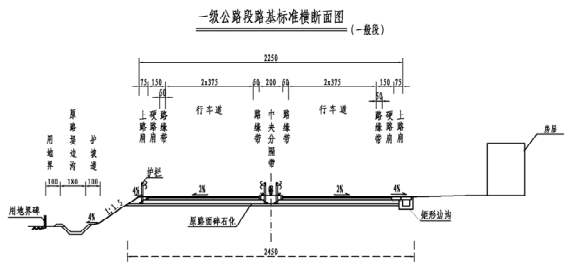 一级公路段路基标准横断面图
(一般段)
2250
75 150 2x375 50 200 50 2x375 150 75
50 50
上路肩
硬路肩
路缘带
行车道
路缘带
中央分隔带
路缘带
行车道
路缘带
硬路肩
上路肩
用地界
原路堤边沟
护坡道
100 180 100
房屋
护栏
4% 2% 2% 4%
用地界碑
4%
1:1.5
原路面碎石化
矩形边沟
2450